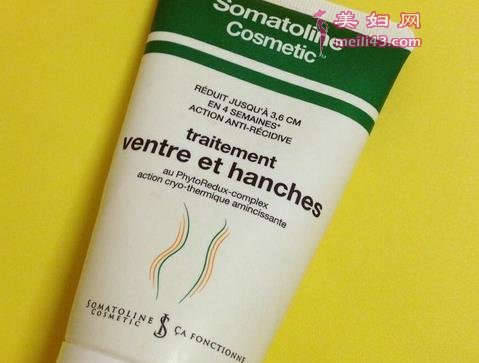 美妇网
meili43.com
Somatoline
Cosmetic™
RÉDUIT JUSQU'À 3,6 CM
EN 4 SEMAINES*
ACTION ANTI-RÉCIDIVE
traitement
ventre et hanches
au PhytoRedux-complex
action cryo-thermique amincissante
SOMATOLINE
COSMETIC
ÇA FONCTIONNE